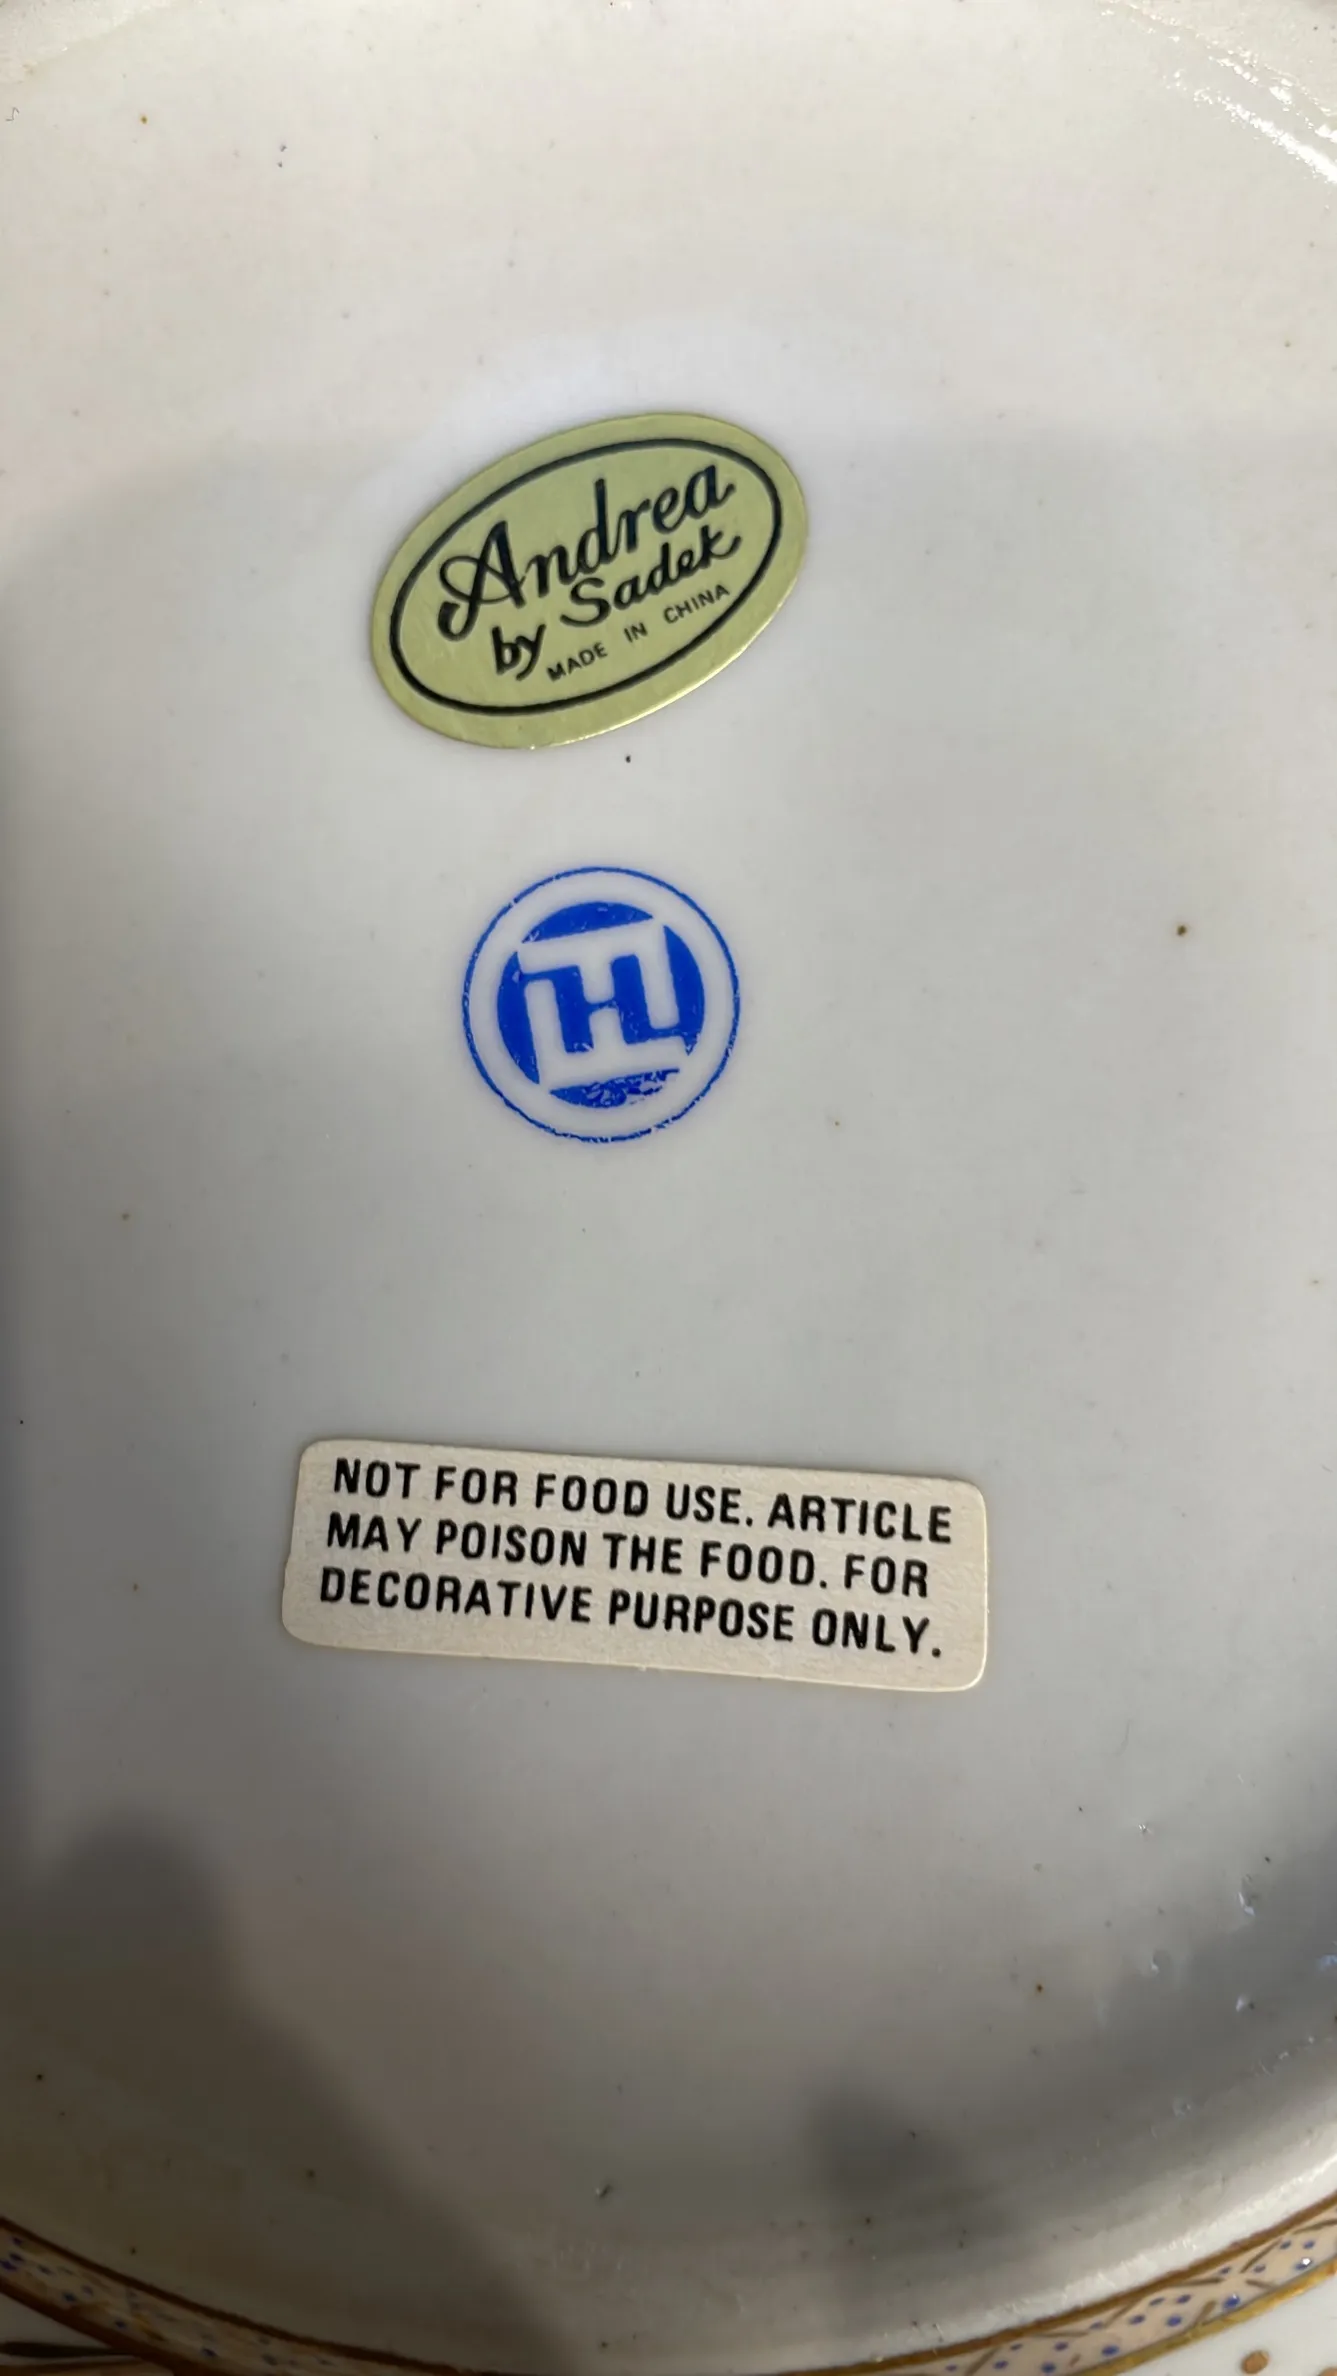 Andrea
by Sadek
MADE IN CHINA
NOT FOR FOOD USE. ARTICLE
MAY POISON THE FOOD. FOR
DECORATIVE PURPOSE ONLY.